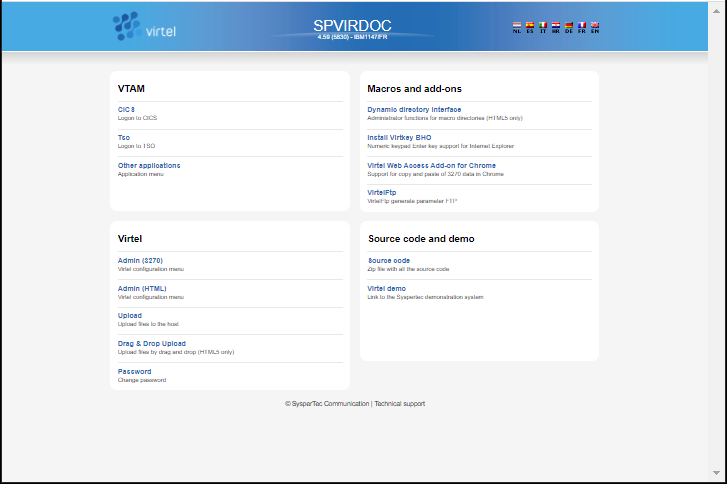 virtel
SPVIRDOC
4.59 (5830) - IBM1147/FR
NL ES IT HR DE FR EN
VTAM
CICS
Logon to CICS
Tso
Logon to TSO
Other applications
Application menu
Macros and add-ons
Dynamic directory interface
Administrator functions for macro directories (HTML5 only)
Install Virtkey BHO
Numeric keypad Enter key support for Internet Explorer
Virtel Web Access Add-on for Chrome
Support for copy and paste of 3270 data in Chrome
VirtelFtp
VirtelFtp generate parameter F11*
Virtel
Admin (3270)
Virtel configuration menu
Admin (HTML)
Virtel configuration menu
Upload
Upload files to the host
Drag & Drop Upload
Upload files by drag and drop (HTML5 only)
Password
Change password
Source code and demo
Source code
Zip file with all the source code
Virtel demo
Link to the Syspertec demonstration system
© SysperTec Communication | Technical support